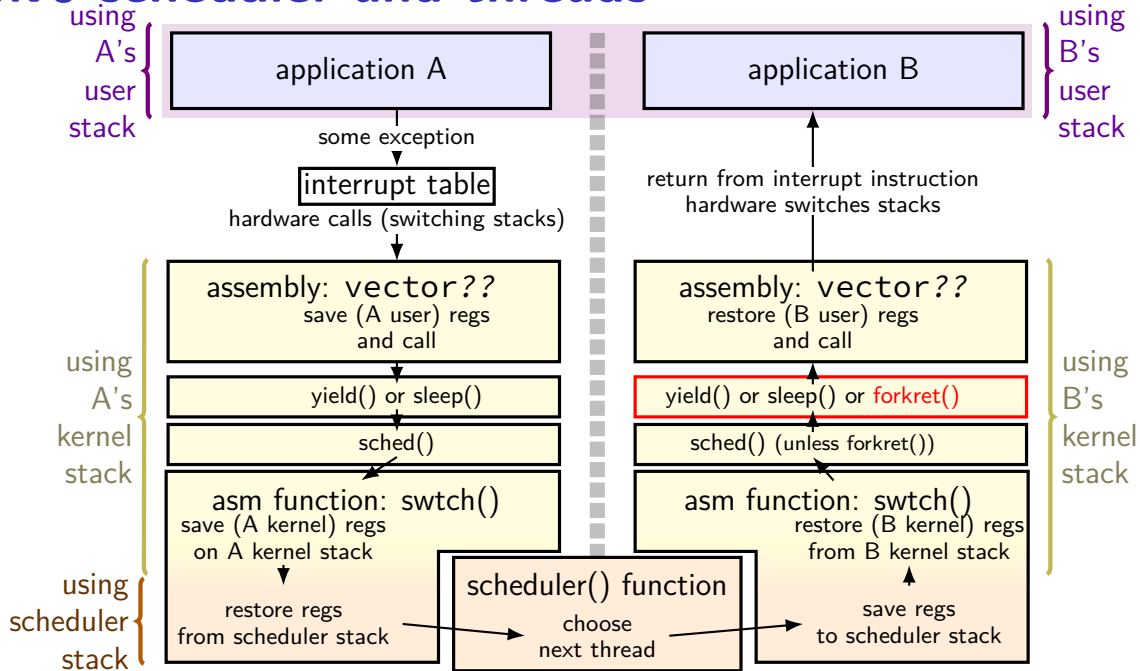 scheduler and threads
using
A's
user
stack
application A
application B
using
B's
user
stack
some exception
interrupt table
hardware calls (switching stacks)
return from interrupt instruction
hardware switches stacks
using
A's
kernel
stack
assembly: vector??
save (A user) regs
and call
yield() or sleep()
sched()
asm function: swtch()
save (A kernel) regs
on A kernel stack
assembly: vector??
restore (B user) regs
and call
yield() or sleep() or forkret()
sched() (unless forkret())
asm function: swtch()
restore (B kernel) regs
from B kernel stack
using
B's
kernel
stack
using
scheduler
stack
restore regs
from scheduler stack
scheduler() function
choose
next thread
save regs
to scheduler stack